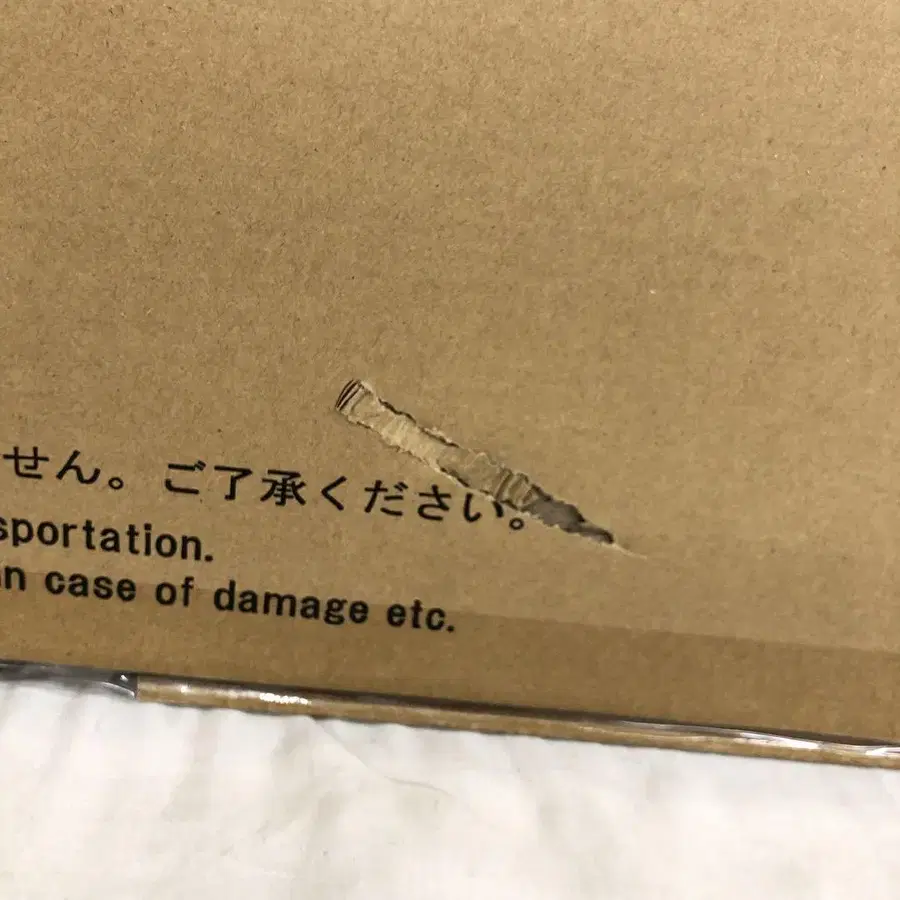 せん。ご了承ください。
sportation.
n case of damage etc.